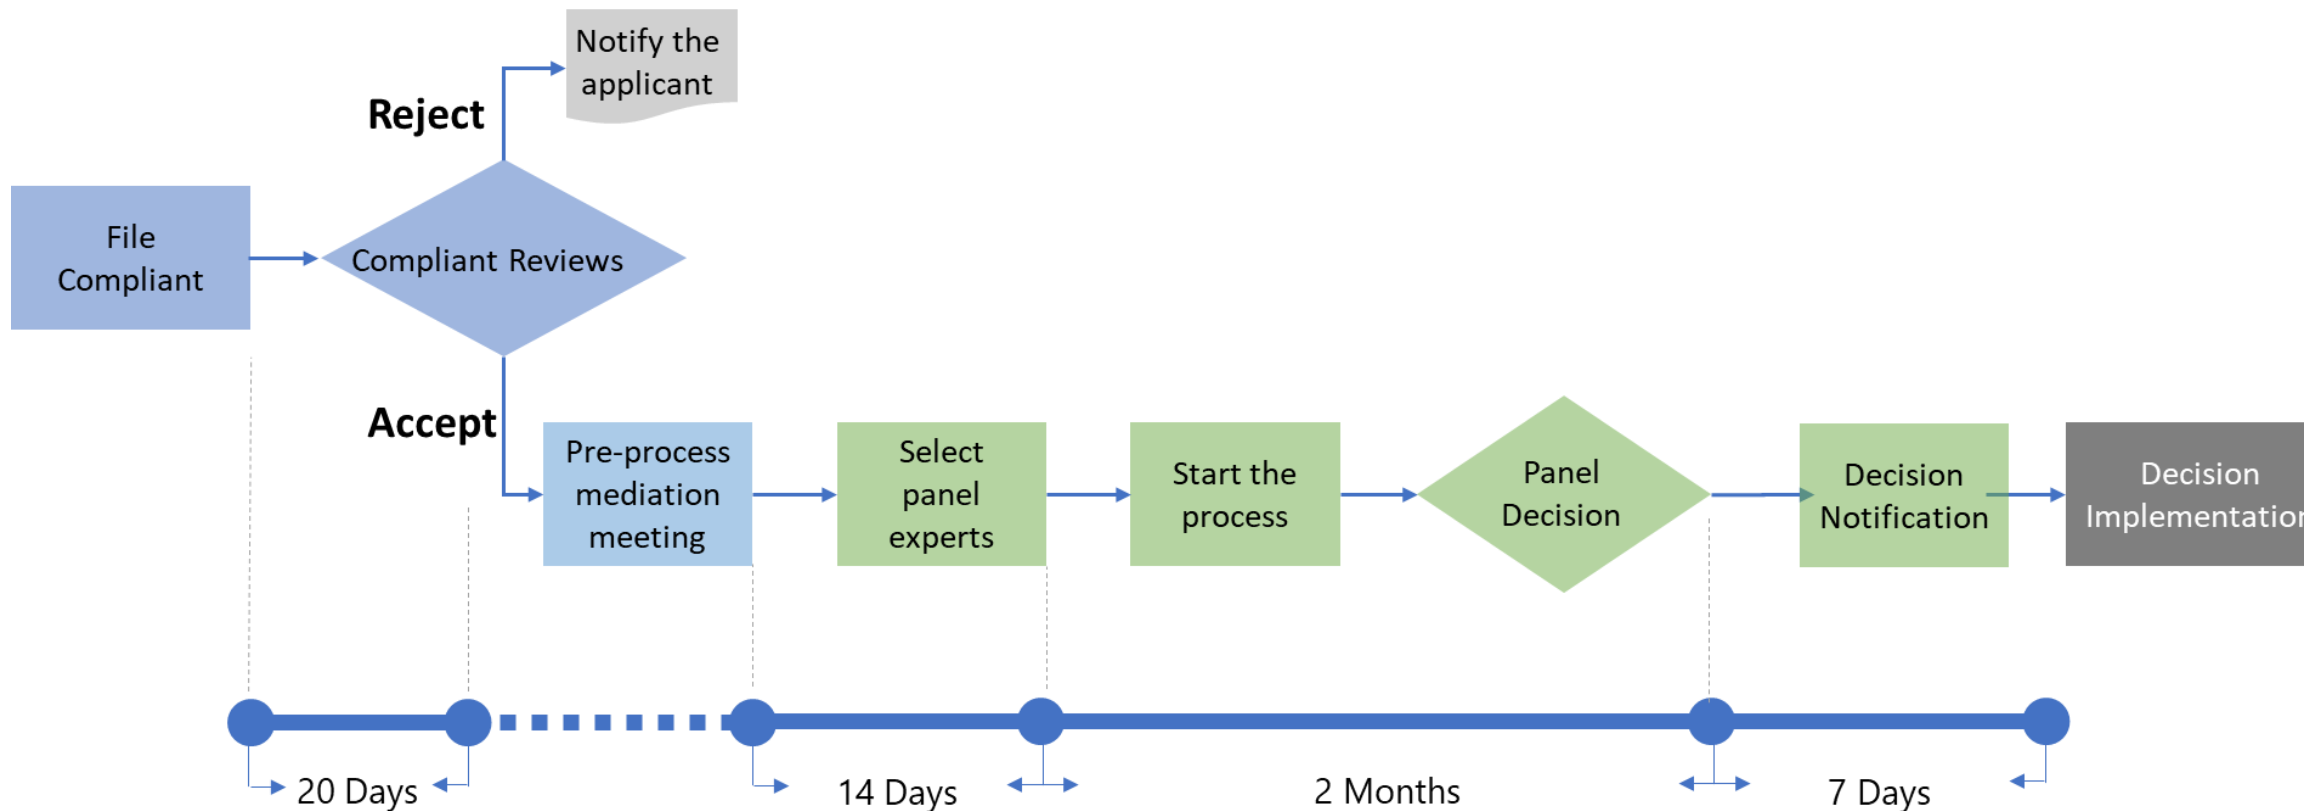 Notify the
applicant
Reject
File
Compliant
Compliant Reviews
Accept
Pre-process
mediation
meeting
Select
panel
experts
Start the
process
Panel
Decision
Decision
Notification
Decision
Implementation
20 Days
14 Days
2 Months
7 Days